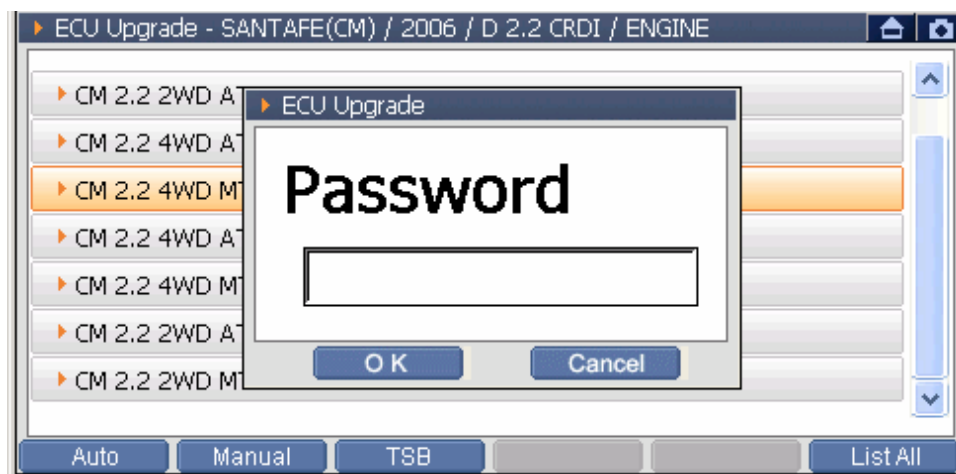 ECU Upgrade - SANTAFE(CM) / 2006 / D 2.2 CRDI / ENGINE
CM 2.2 2WD AT
ECU Upgrade
CM 2.2 4WD AT
CM 2.2 4WD MT
Password
CM 2.2 4WD AT
CM 2.2 4WD MT
CM 2.2 2WD AT
CM 2.2 2WD MT
OK
Cancel
Auto
Manual
TSB
List All